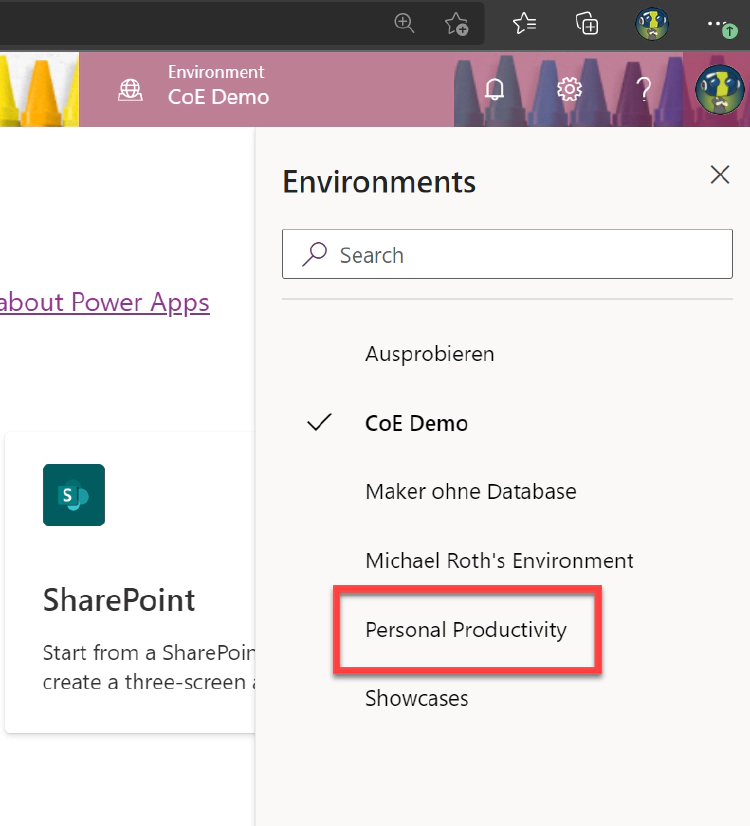 Environment
CoE Demo
Environments
Search
about Power Apps
Ausprobieren
CoE Demo
Maker ohne Database
Michael Roth's Environment
Personal Productivity
Showcases
S
SharePoint
Start from a SharePoin
create a three-screen a